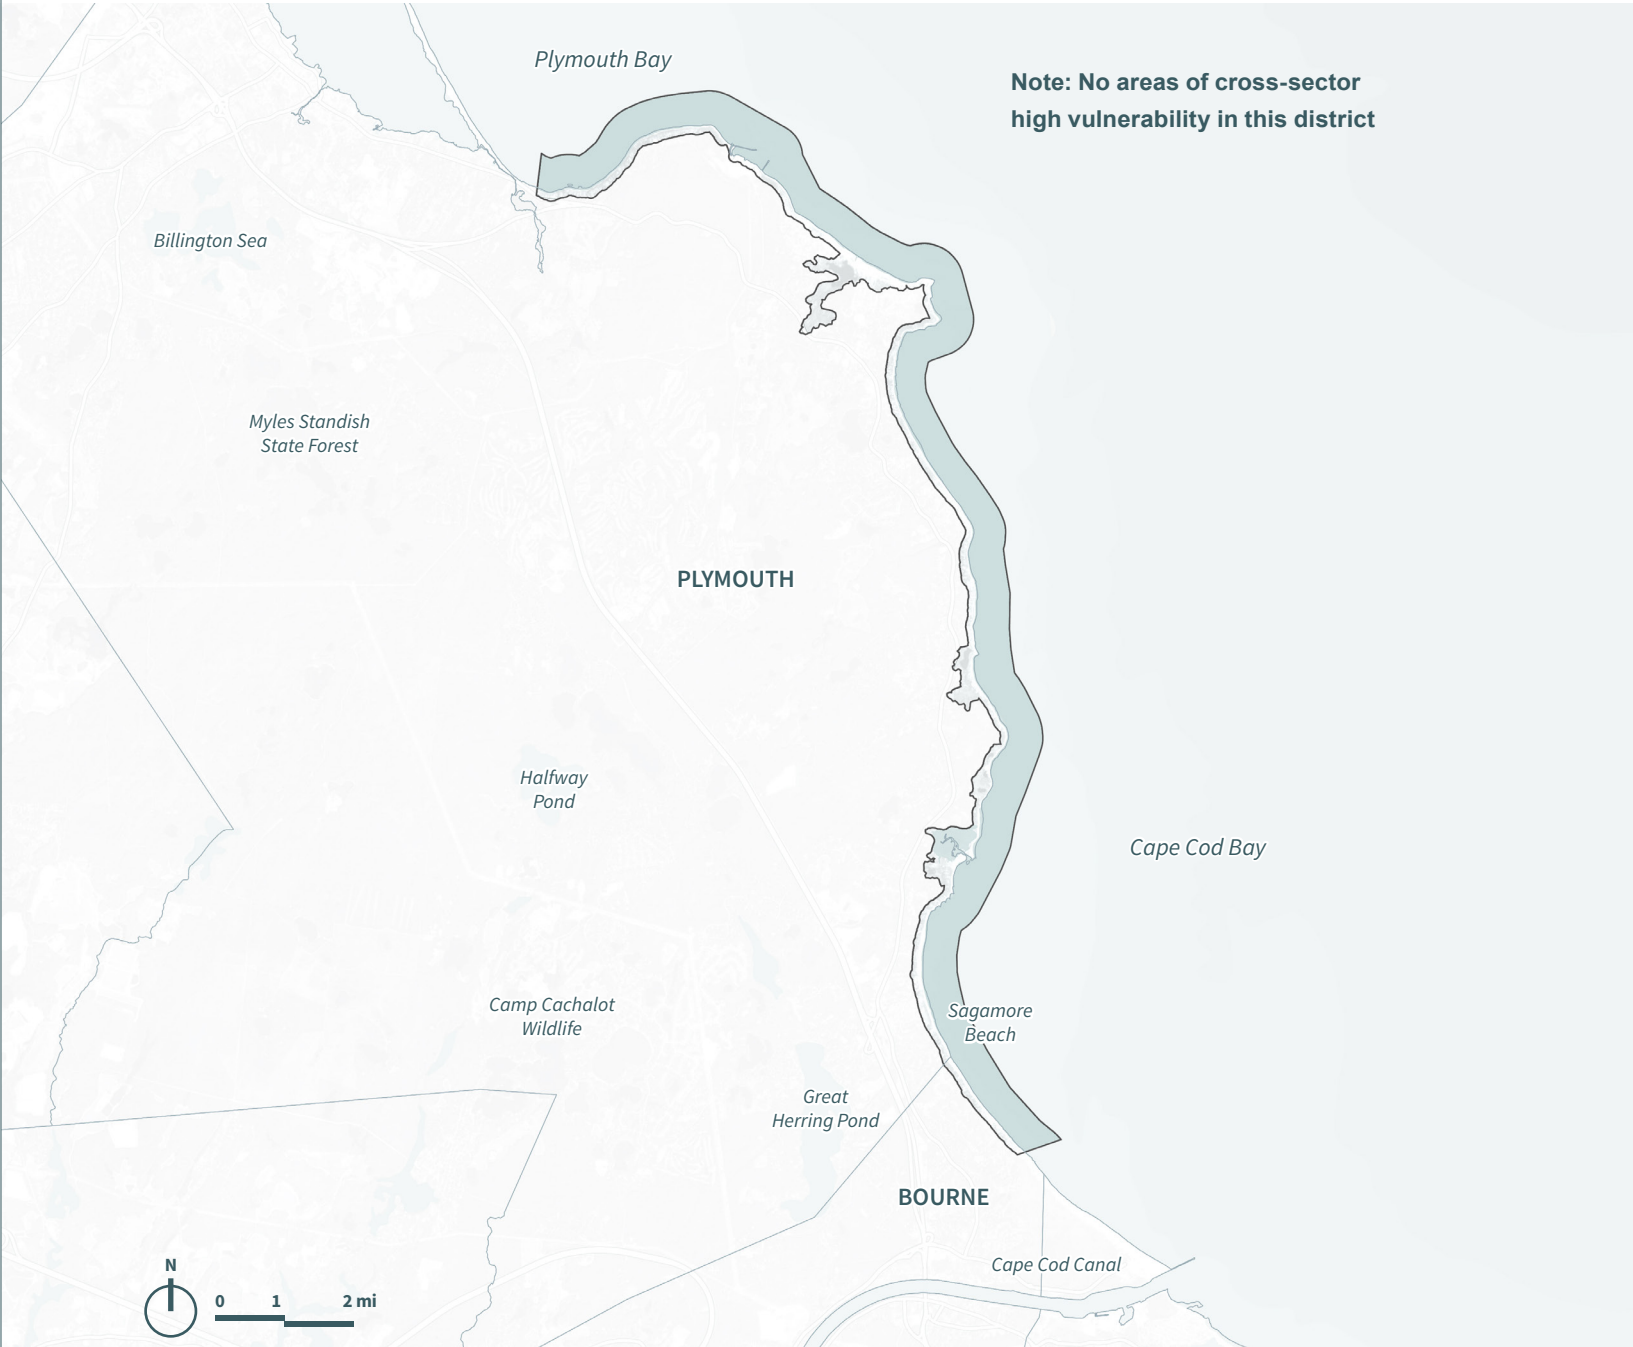 Plymouth Bay
Note: No areas of cross-sector
high vulnerability in this district
Billington Sea
Myles Standish
State Forest
PLYMOUTH
Halfway
Pond
Cape Cod Bay
Camp Cachalot
Wildlife
Sagamore
Beach
Great
Herring Pond
BOURNE
Cape Cod Canal
N
0 1 2 mi